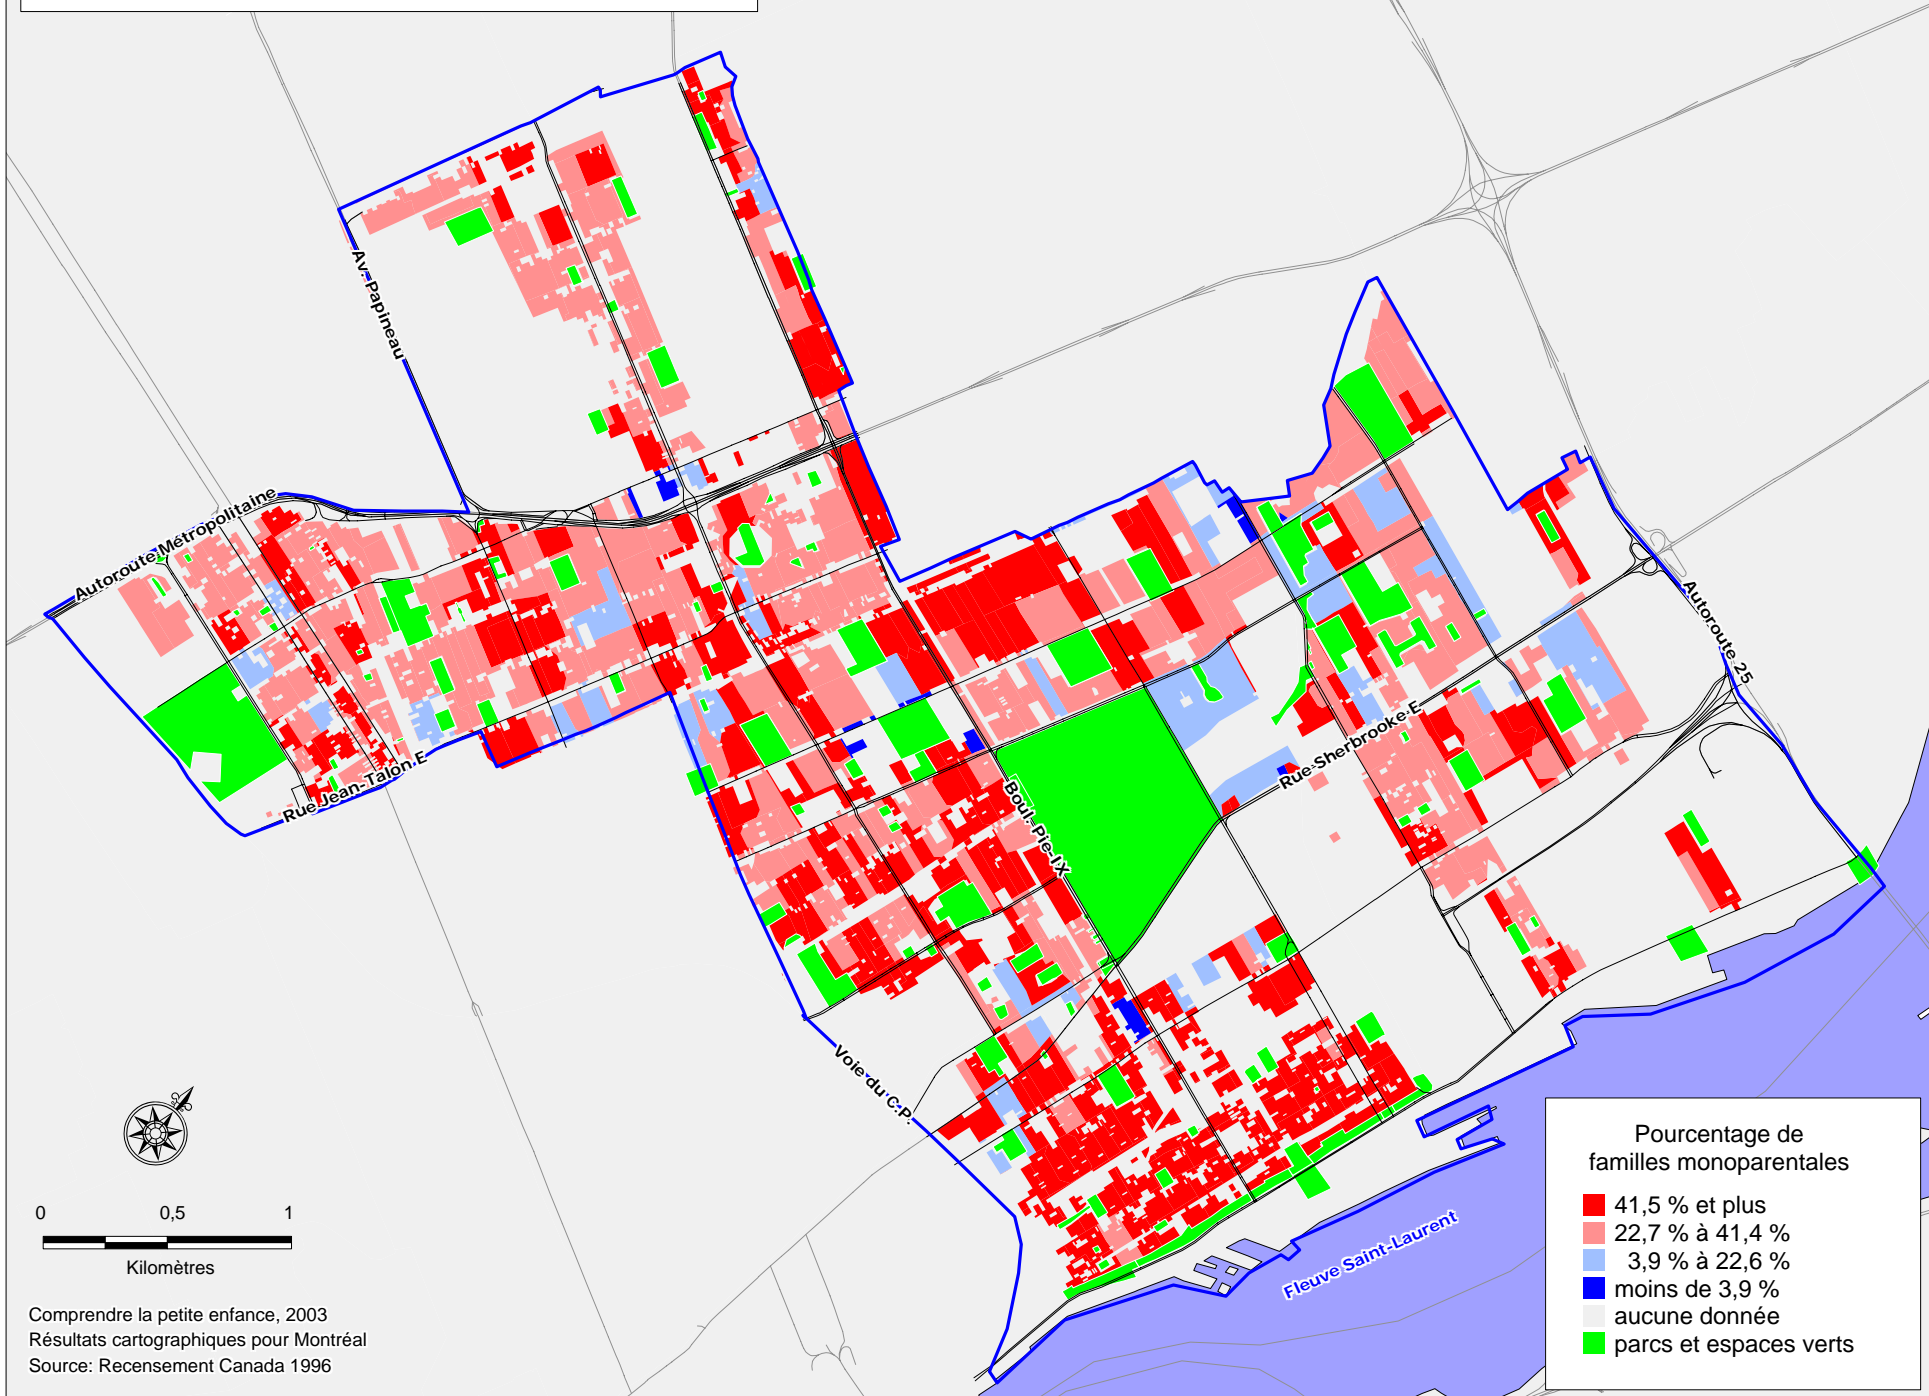 Av. Papineau
Autoroute Métropolitaine
Rue Jean-Talon E
Boul. Pie-IX
Rue Sherbrooke E
Autoroute 25
Voie du C.P.
Fleuve Saint-Laurent
0 0,5 1
Kilomètres
Comprendre la petite enfance, 2003
Résultats cartographiques pour Montréal
Source: Recensement Canada 1996
Pourcentage de
familles monoparentales
41,5 % et plus
22,7 % à 41,4 %
3,9 % à 22,6 %
moins de 3,9 %
aucune donnée
parcs et espaces verts